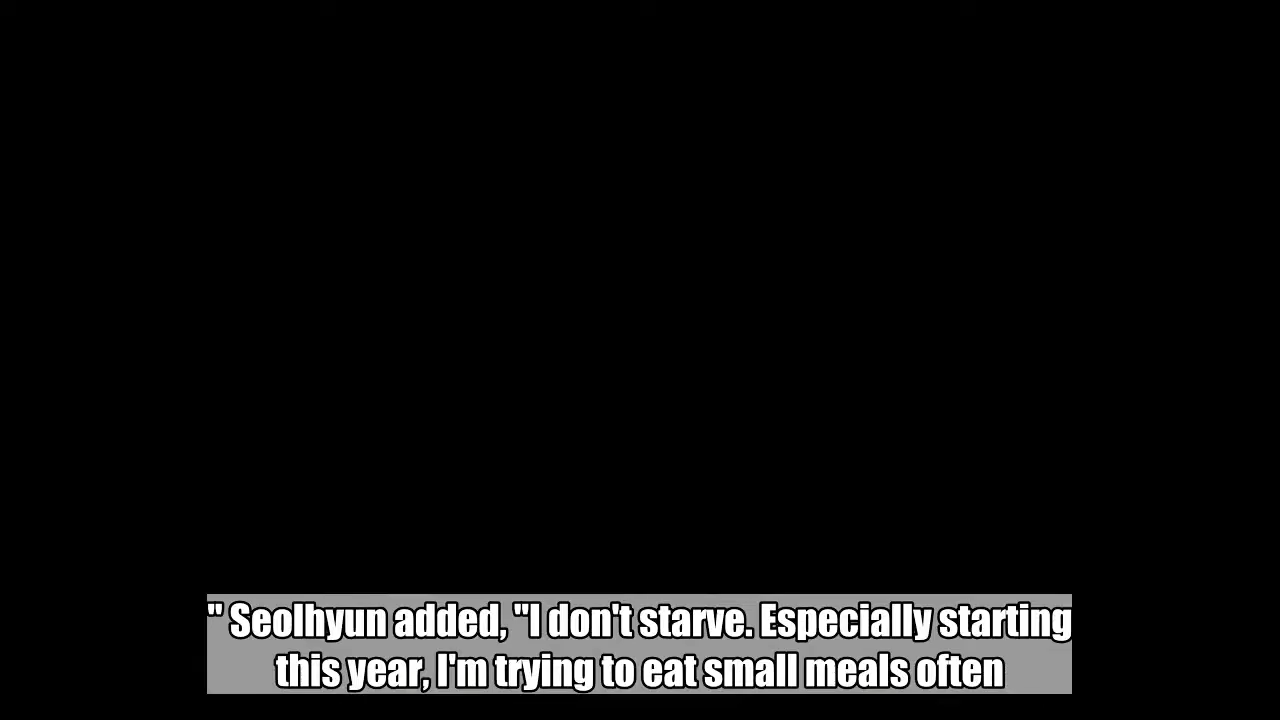 " Seolhyun added, "I don't starve. Especially starting
this year, I'm trying to eat small meals often